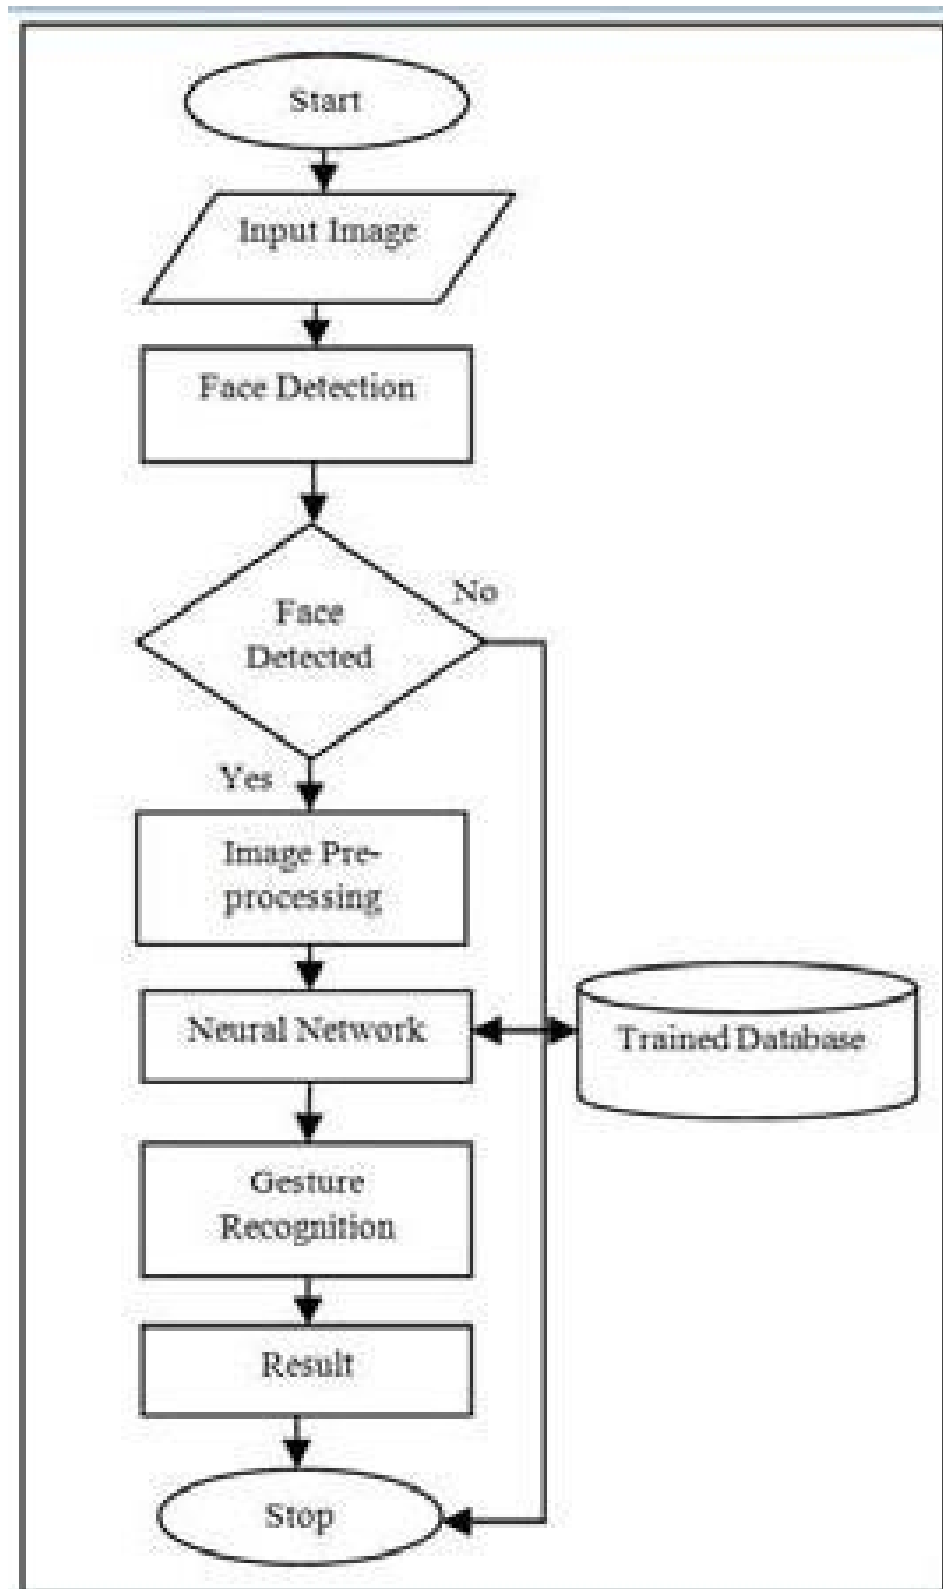 Start
Input Image
Face Detection
No
Face
Detected
Yes
Image Pre-
processing
Neural Network
Trained Database
Gesture
Recognition
Result
Stop